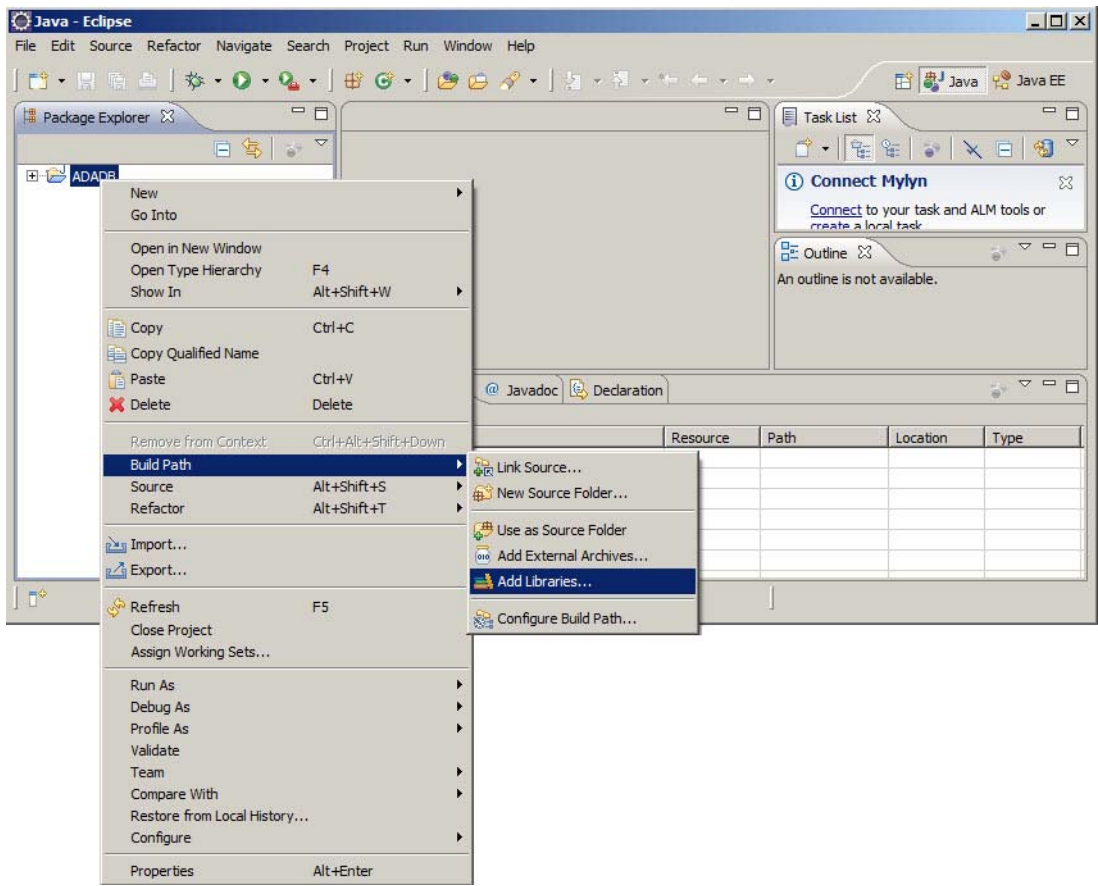 Java - Eclipse
File Edit Source Refactor Navigate Search Project Run Window Help
Java Java EE
Package Explorer
Task List
ADADB
Connect Mylyn
Connect to your task and ALM tools or
create a local task
Outline
An outline is not available.
New
Go Into
Open in New Window
Open Type Hierarchy F4
Show In Alt+Shift+W
Copy Ctrl+C
Copy Qualified Name
Paste Ctrl+V
Delete Delete
Remove from Context Ctrl+Alt+Shift+Down
Build Path
Source Alt+Shift+S
Refactor Alt+Shift+T
Import...
Export...
Refresh F5
Close Project
Assign Working Sets...
Run As
Debug As
Profile As
Validate
Team
Compare With
Restore from Local History...
Configure
Properties Alt+Enter
@ Javadoc Declaration
Resource Path Location Type
Link Source...
New Source Folder...
Use as Source Folder
010 Add External Archives...
Add Libraries...
Configure Build Path...